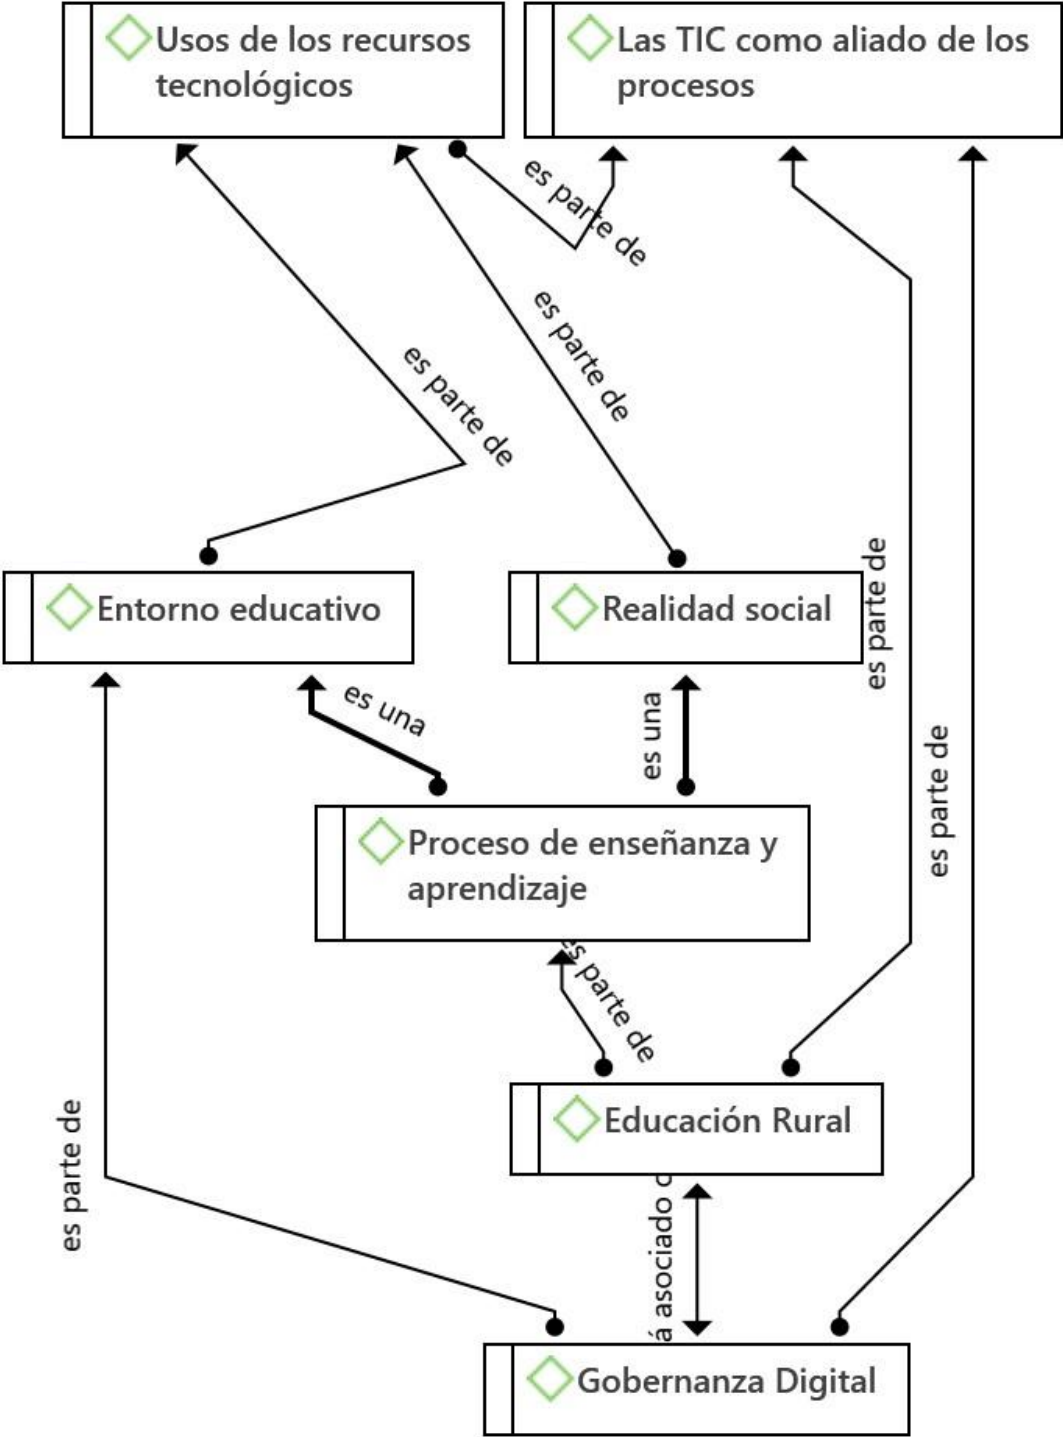 Usos de los recursos
tecnológicos
Las TIC como aliado de los
procesos
es parte de
es parte de
es parte de
Entorno educativo
Realidad social
es parte de
es una
es una
es parte de
Proceso de enseñanza y
aprendizaje
es parte de
Educación Rural
es parte de
asociado
Gobernanza Digital